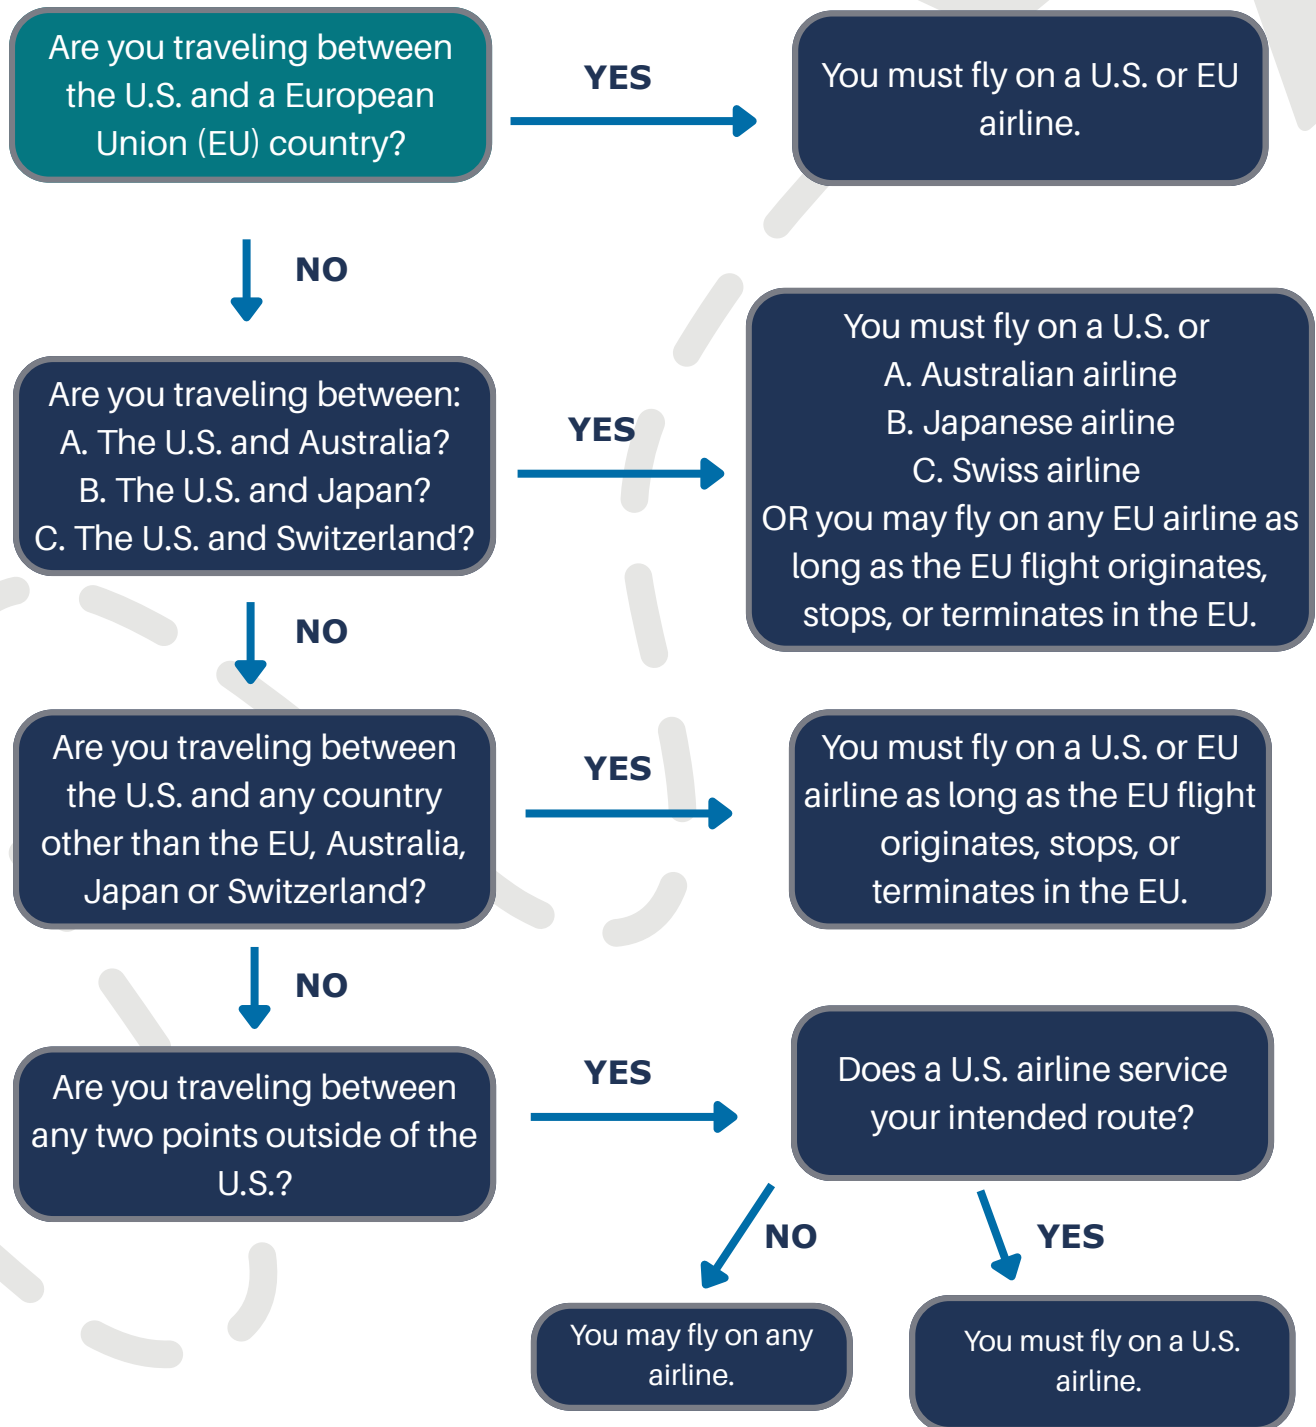 Are you traveling between
the U.S. and a European
Union (EU) country?
YES
You must fly on a U.S. or EU
airline.
NO
Are you traveling between:
A. The U.S. and Australia?
B. The U.S. and Japan?
C. The U.S. and Switzerland?
YES
You must fly on a U.S. or
A. Australian airline
B. Japanese airline
C. Swiss airline
OR you may fly on any EU airline as
long as the EU flight originates,
stops, or terminates in the EU.
NO
Are you traveling between
the U.S. and any country
other than the EU, Australia,
Japan or Switzerland?
YES
You must fly on a U.S. or EU
airline as long as the EU flight
originates, stops, or
terminates in the EU.
NO
Are you traveling between
any two points outside of the
U.S.?
YES
Does a U.S. airline service
your intended route?
NO
YES
You may fly on any
airline.
You must fly on a U.S.
airline.